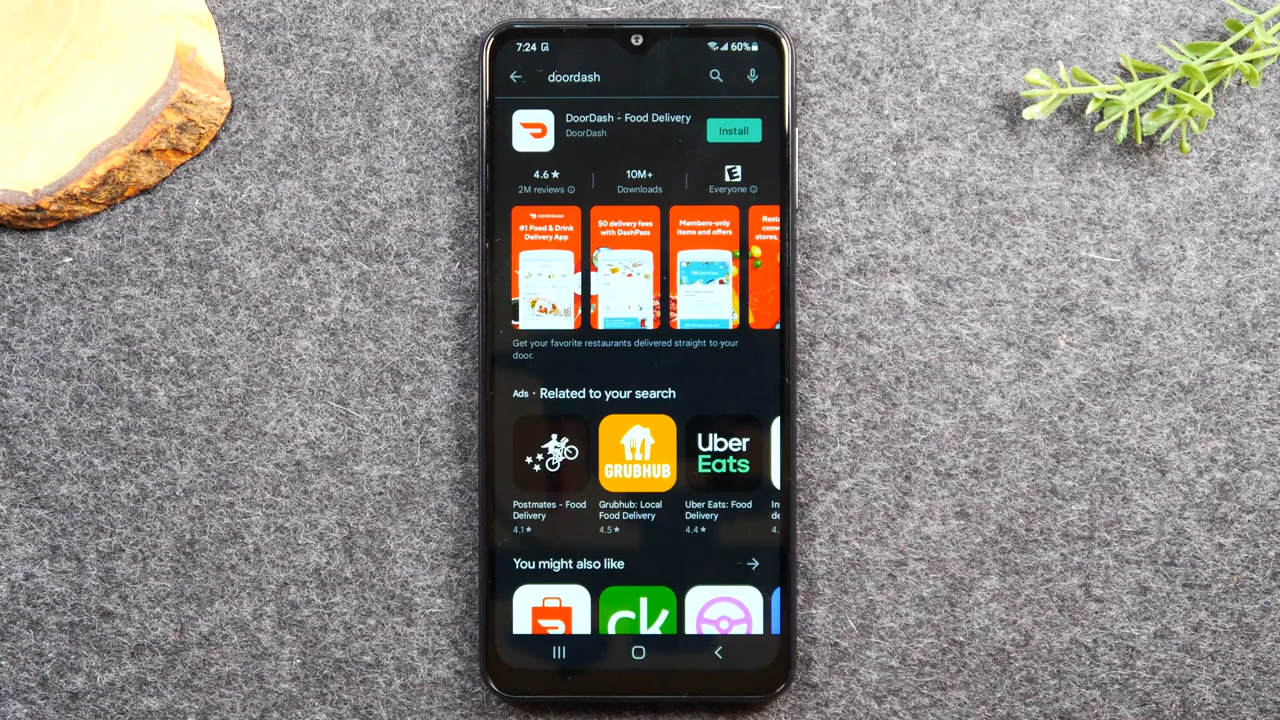 7:24
60%
doordash
DoorDash - Food Delivery
DoorDash
Install
4.6★
2M reviews
10M+
Downloads
E
Everyone
DOORDASH
#1 Food & Drink
Delivery App
$0 delivery fees
with DashPass
Members-only
items and offers
Get your favorite restaurants delivered straight to your
door.
Ads · Related to your search
GRUBHUB
Uber
Eats
Postmates - Food
Delivery
4.1★
Grubhub: Local
Food Delivery
4.5★
Uber Eats: Food
Delivery
4.4★
You might also like
ck